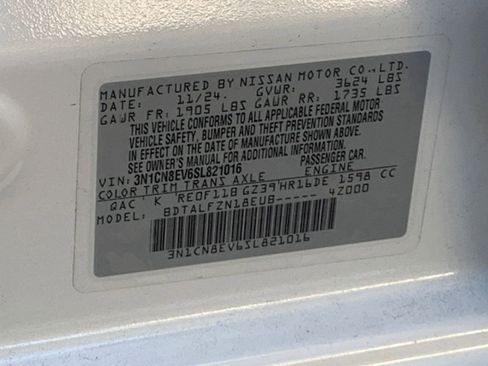 MANUFACTURED BY NISSAN MOTOR CO.,LTD.
DATE: 11/24. GVWR: 3624 LBS
GAWR FR: 1905 LBS GAWR RR: 1735 LBS
THIS VEHICLE CONFORMS TO ALL APPLICABLE FEDERAL MOTOR
VEHICLE SAFETY, BUMPER AND THEFT PREVENTION STANDARDS
IN EFFECT ON THE DATE OF MANUFACTURE SHOWN ABOVE.
SEE OWNER'S MANUAL FOR MORE DETAILS.
VIN: 3N1CN8EV6SL821016 PASSENGER CAR.
COLOR TRIM TRANS AXLE ENGINE
QAC K RE0F11B GZ39 HR16DE 1598 CC
MODEL: BDTALFZN18EUB----- 4Z000
3N1CN8EV6SL821016